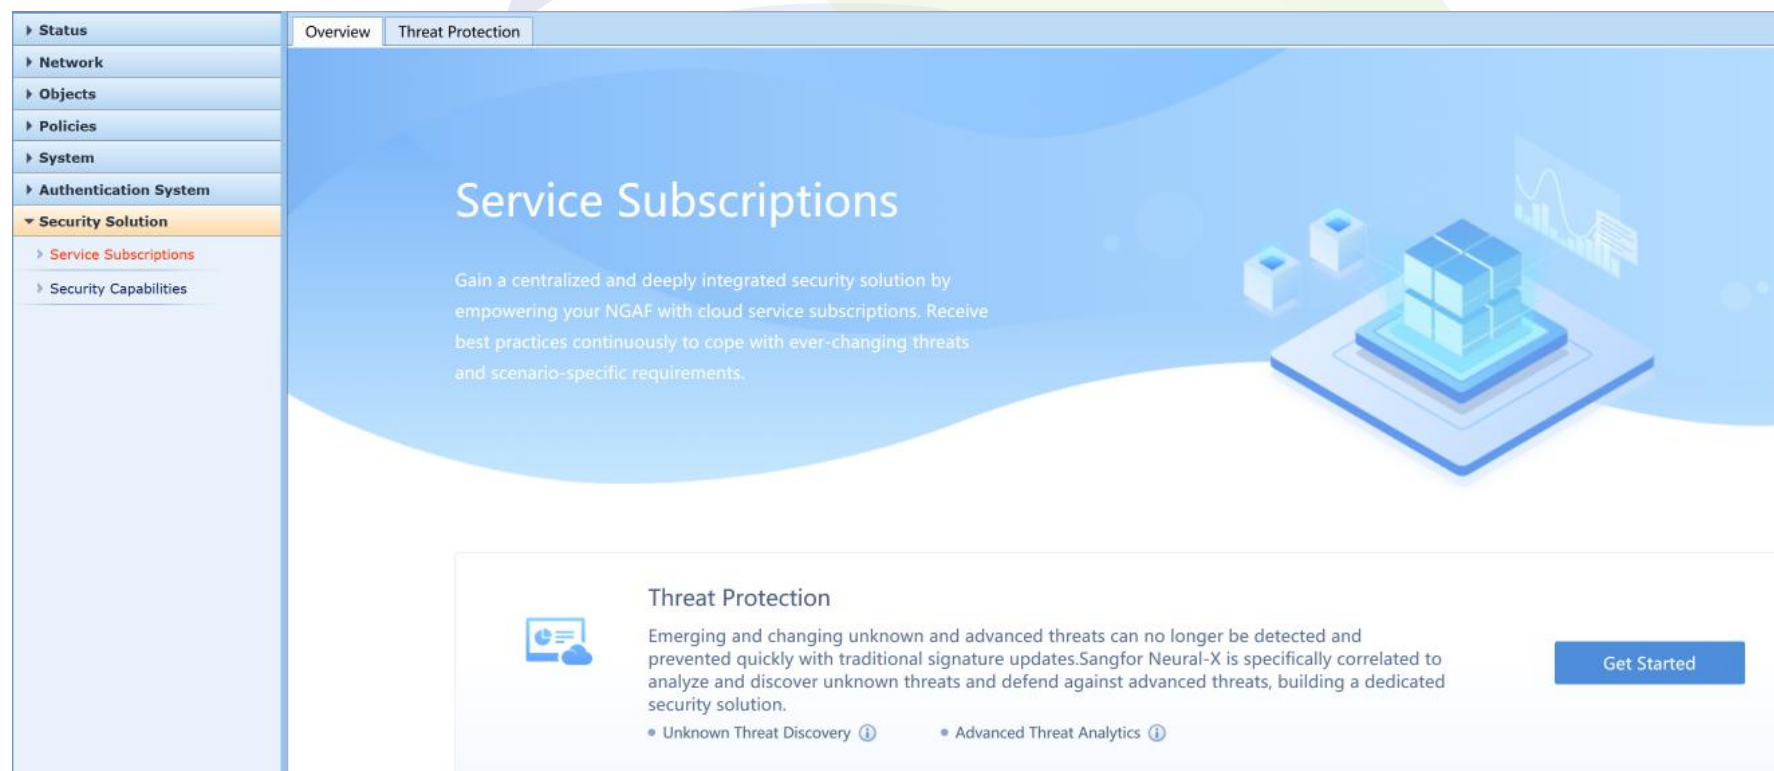 Status
Network
Objects
Policies
System
Authentication System
Security Solution
Service Subscriptions
Security Capabilities
Overview
Threat Protection
Service Subscriptions
Gain a centralized and deeply integrated security solution by
empowering your NGAF with cloud service subscriptions. Receive
best practices continuously to cope with ever-changing threats
and scenario-specific requirements.
Threat Protection
Emerging and changing unknown and advanced threats can no longer be detected and
prevented quickly with traditional signature updates.Sangfor Neural-X is specifically correlated to
analyze and discover unknown threats and defend against advanced threats, building a dedicated
security solution.
Unknown Threat Discovery
Advanced Threat Analytics
Get Started